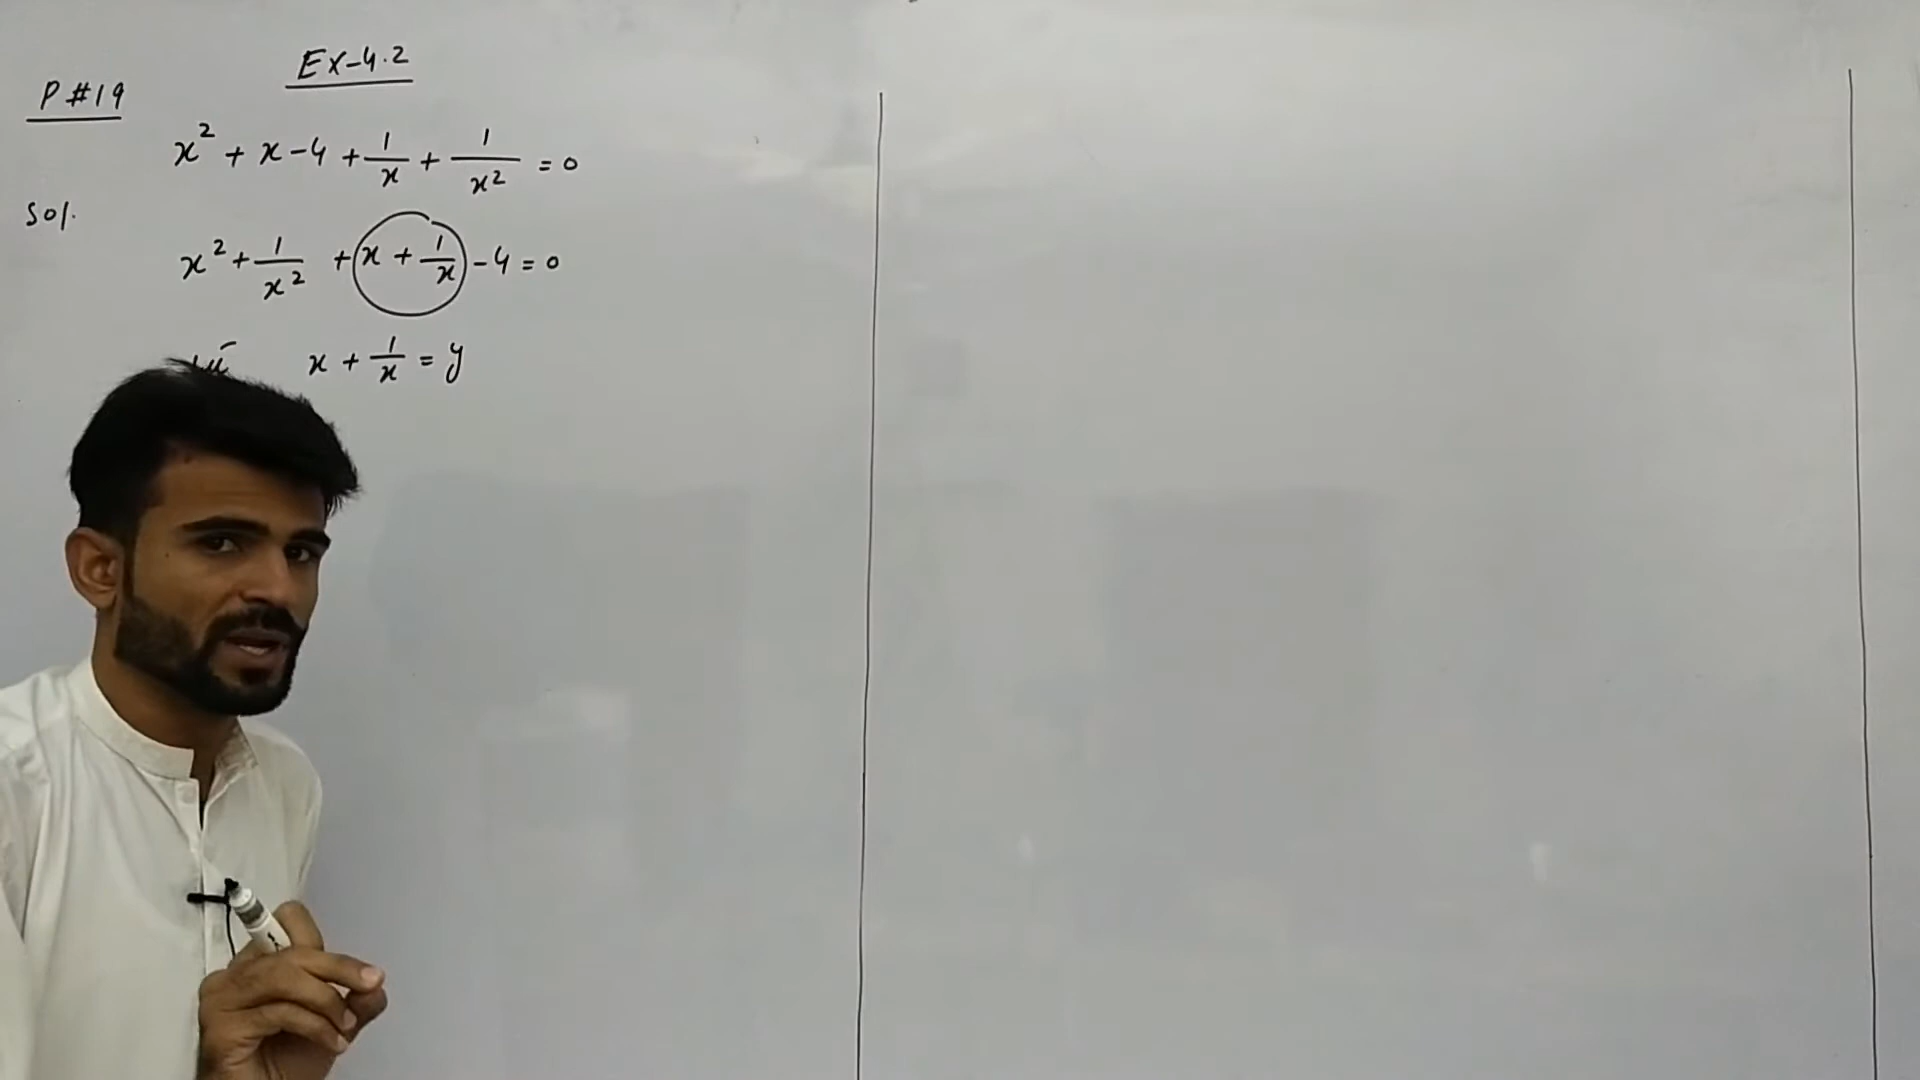 Ex-4.2
P#19
x² + x - 4 + 1/x + 1/x² = 0
Sol.
x² + 1/x² + x + 1/x - 4 = 0
x + 1/x = y